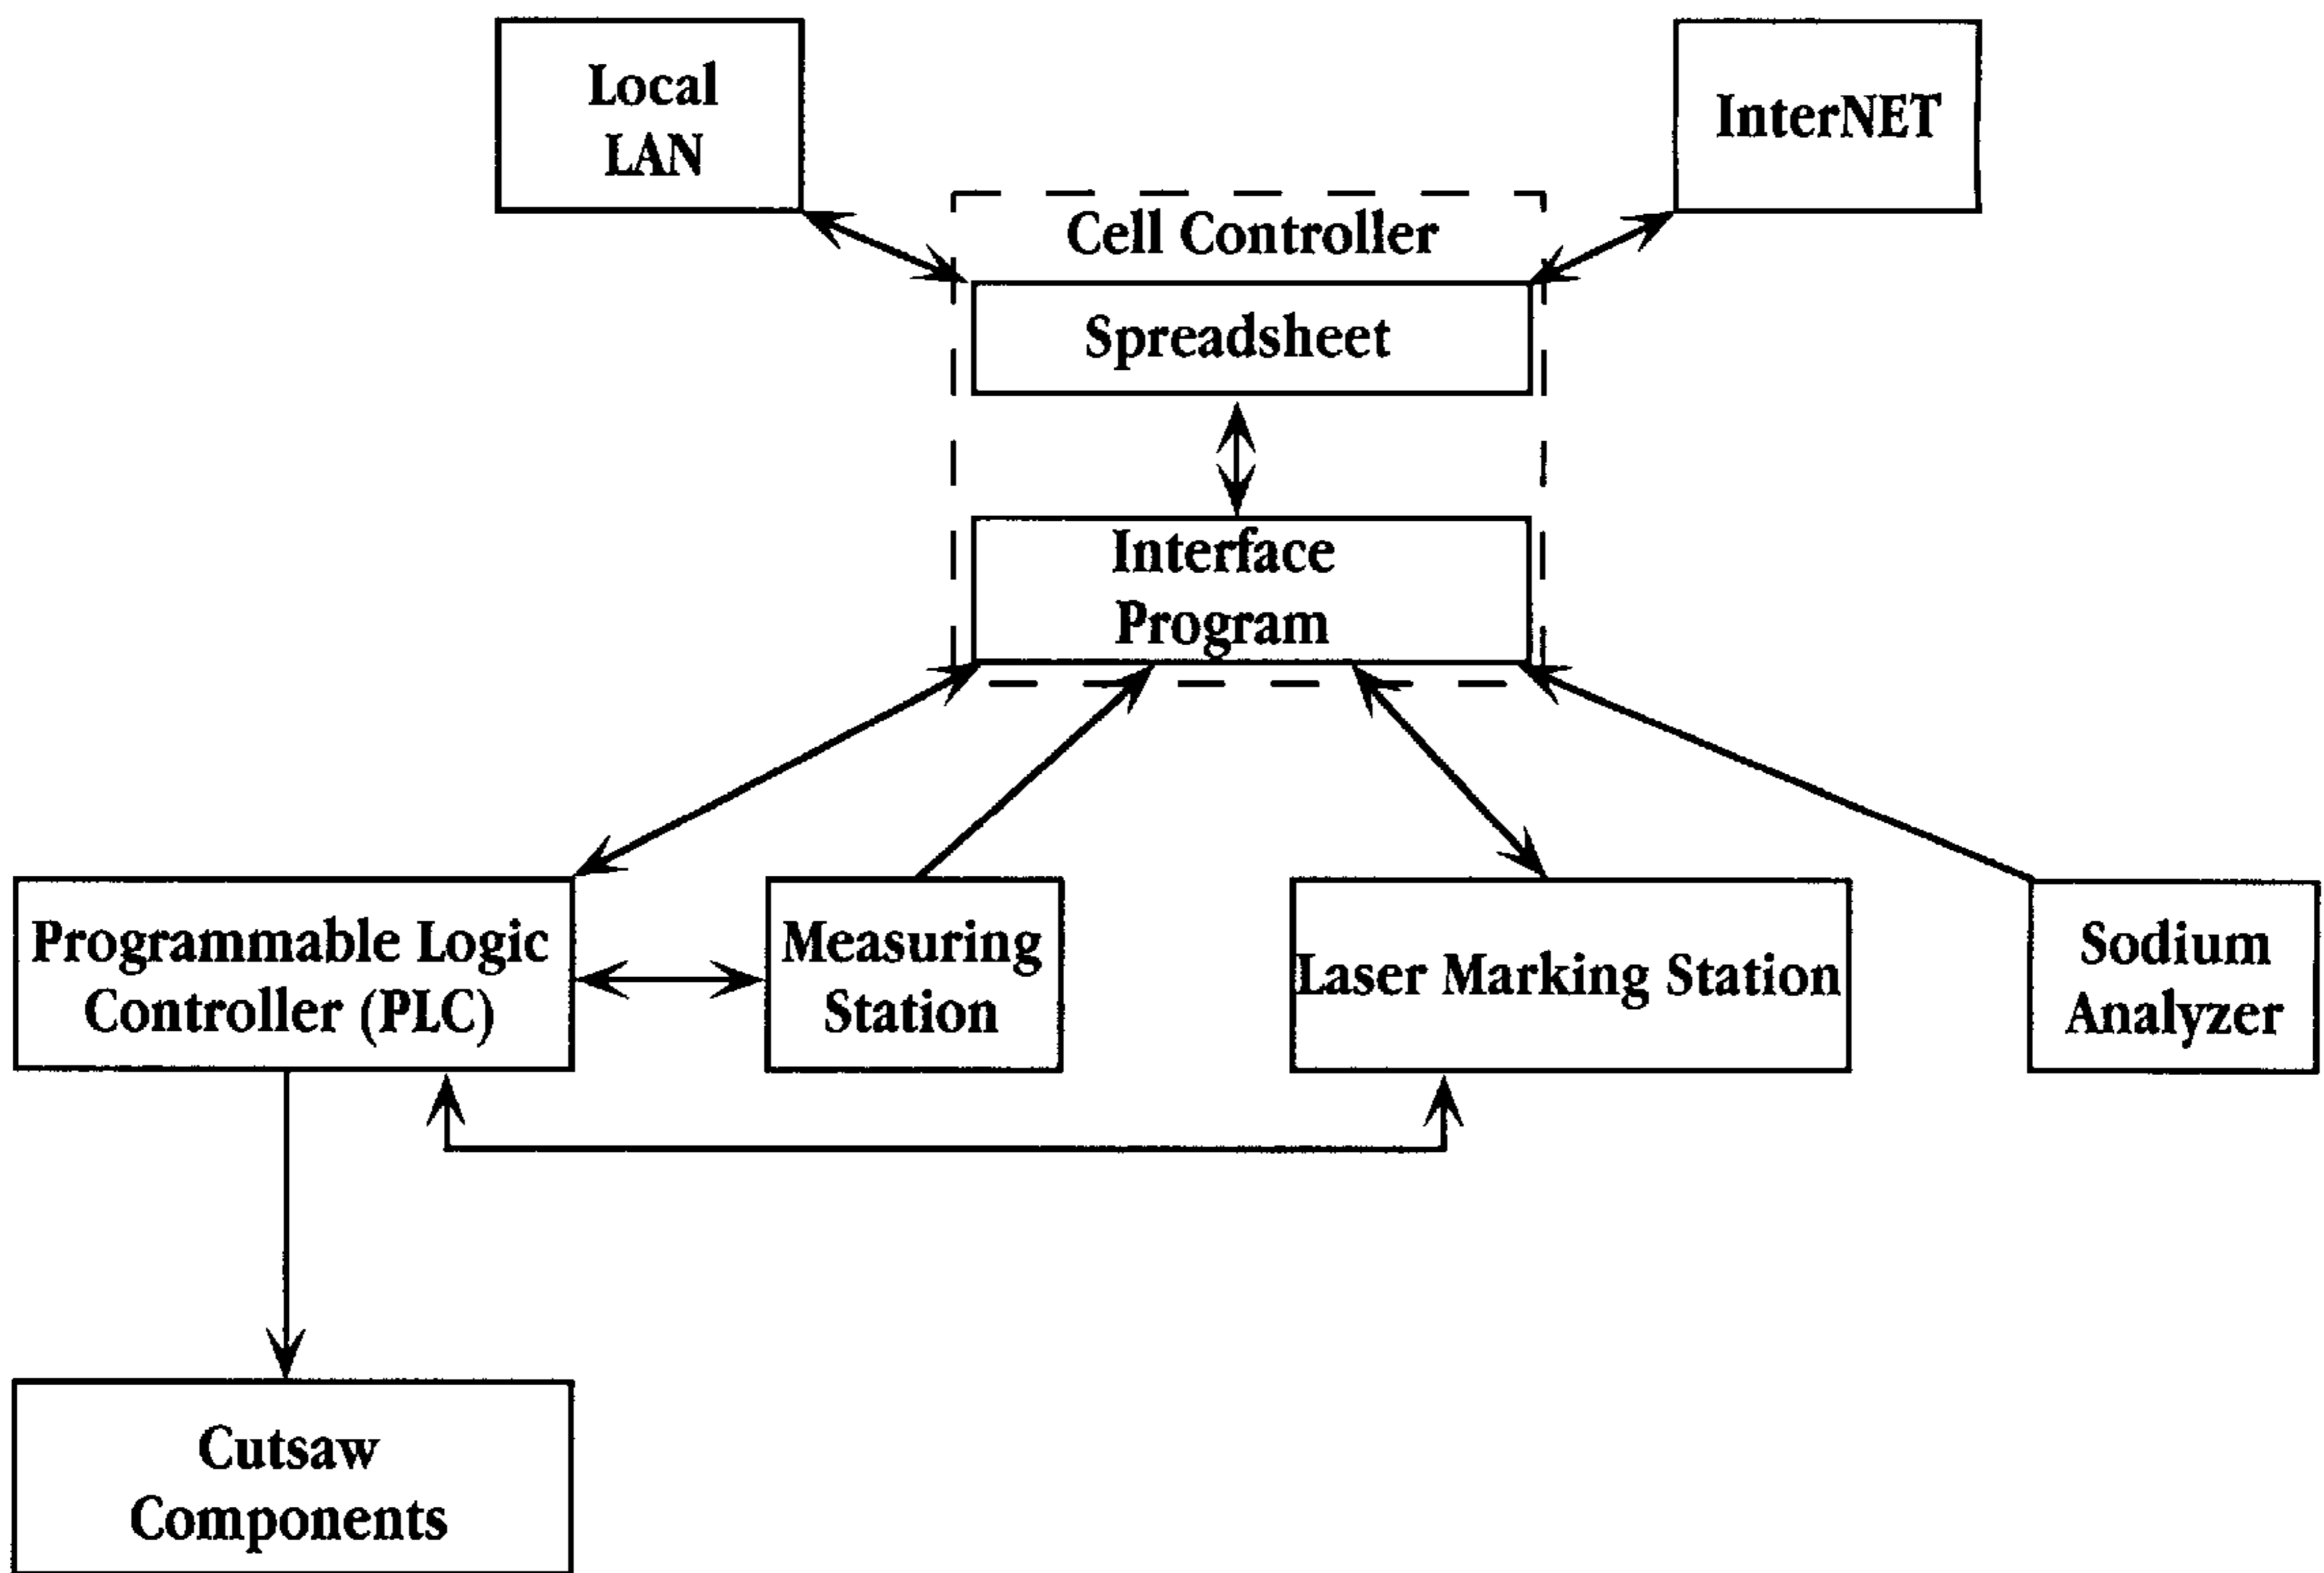 Local
LAN
InterNET
Cell Controller
Spreadsheet
Interface
Program
Programmable Logic
Controller (PLC)
Measuring
Station
Laser Marking Station
Sodium
Analyzer
Cutsaw
Components